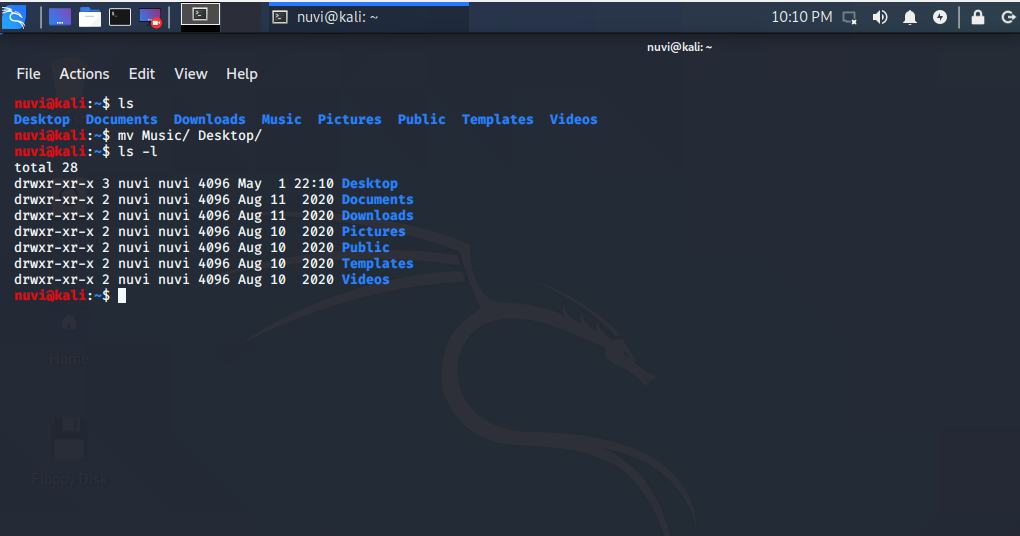 nuvi@kali: ~ 10:10 PM
nuvi@kali: ~
File Actions Edit View Help
nuvi@kali:~$ ls
Desktop Documents Downloads Music Pictures Public Templates Videos
nuvi@kali:~$ mv Music/ Desktop/
nuvi@kali:~$ ls -l
total 28
drwxr-xr-x 3 nuvi nuvi 4096 May  1 22:10 Desktop
drwxr-xr-x 2 nuvi nuvi 4096 Aug 11  2020 Documents
drwxr-xr-x 2 nuvi nuvi 4096 Aug 11  2020 Downloads
drwxr-xr-x 2 nuvi nuvi 4096 Aug 10  2020 Pictures
drwxr-xr-x 2 nuvi nuvi 4096 Aug 10  2020 Public
drwxr-xr-x 2 nuvi nuvi 4096 Aug 10  2020 Templates
drwxr-xr-x 2 nuvi nuvi 4096 Aug 10  2020 Videos
nuvi@kali:~$
Home
Floppy Disk